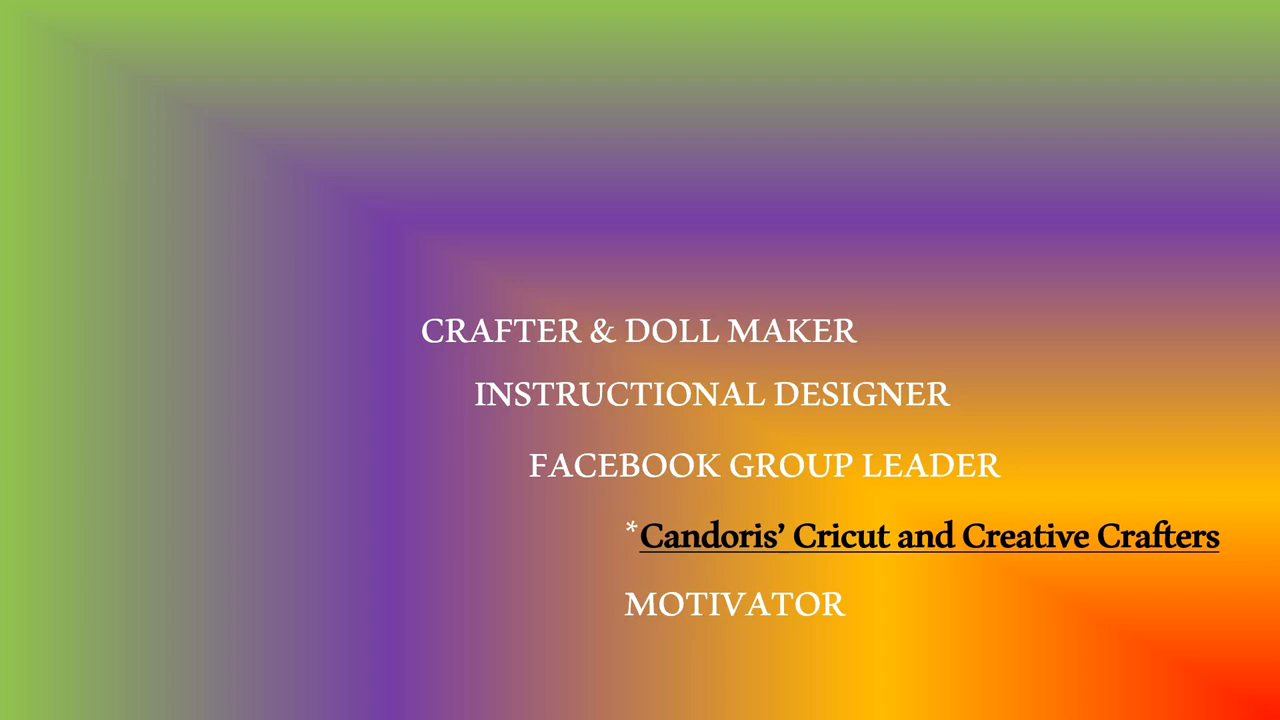 CRAFTER & DOLL MAKER
INSTRUCTIONAL DESIGNER
FACEBOOK GROUP LEADER
*Candoris’ Cricut and Creative Crafters
MOTIVATOR